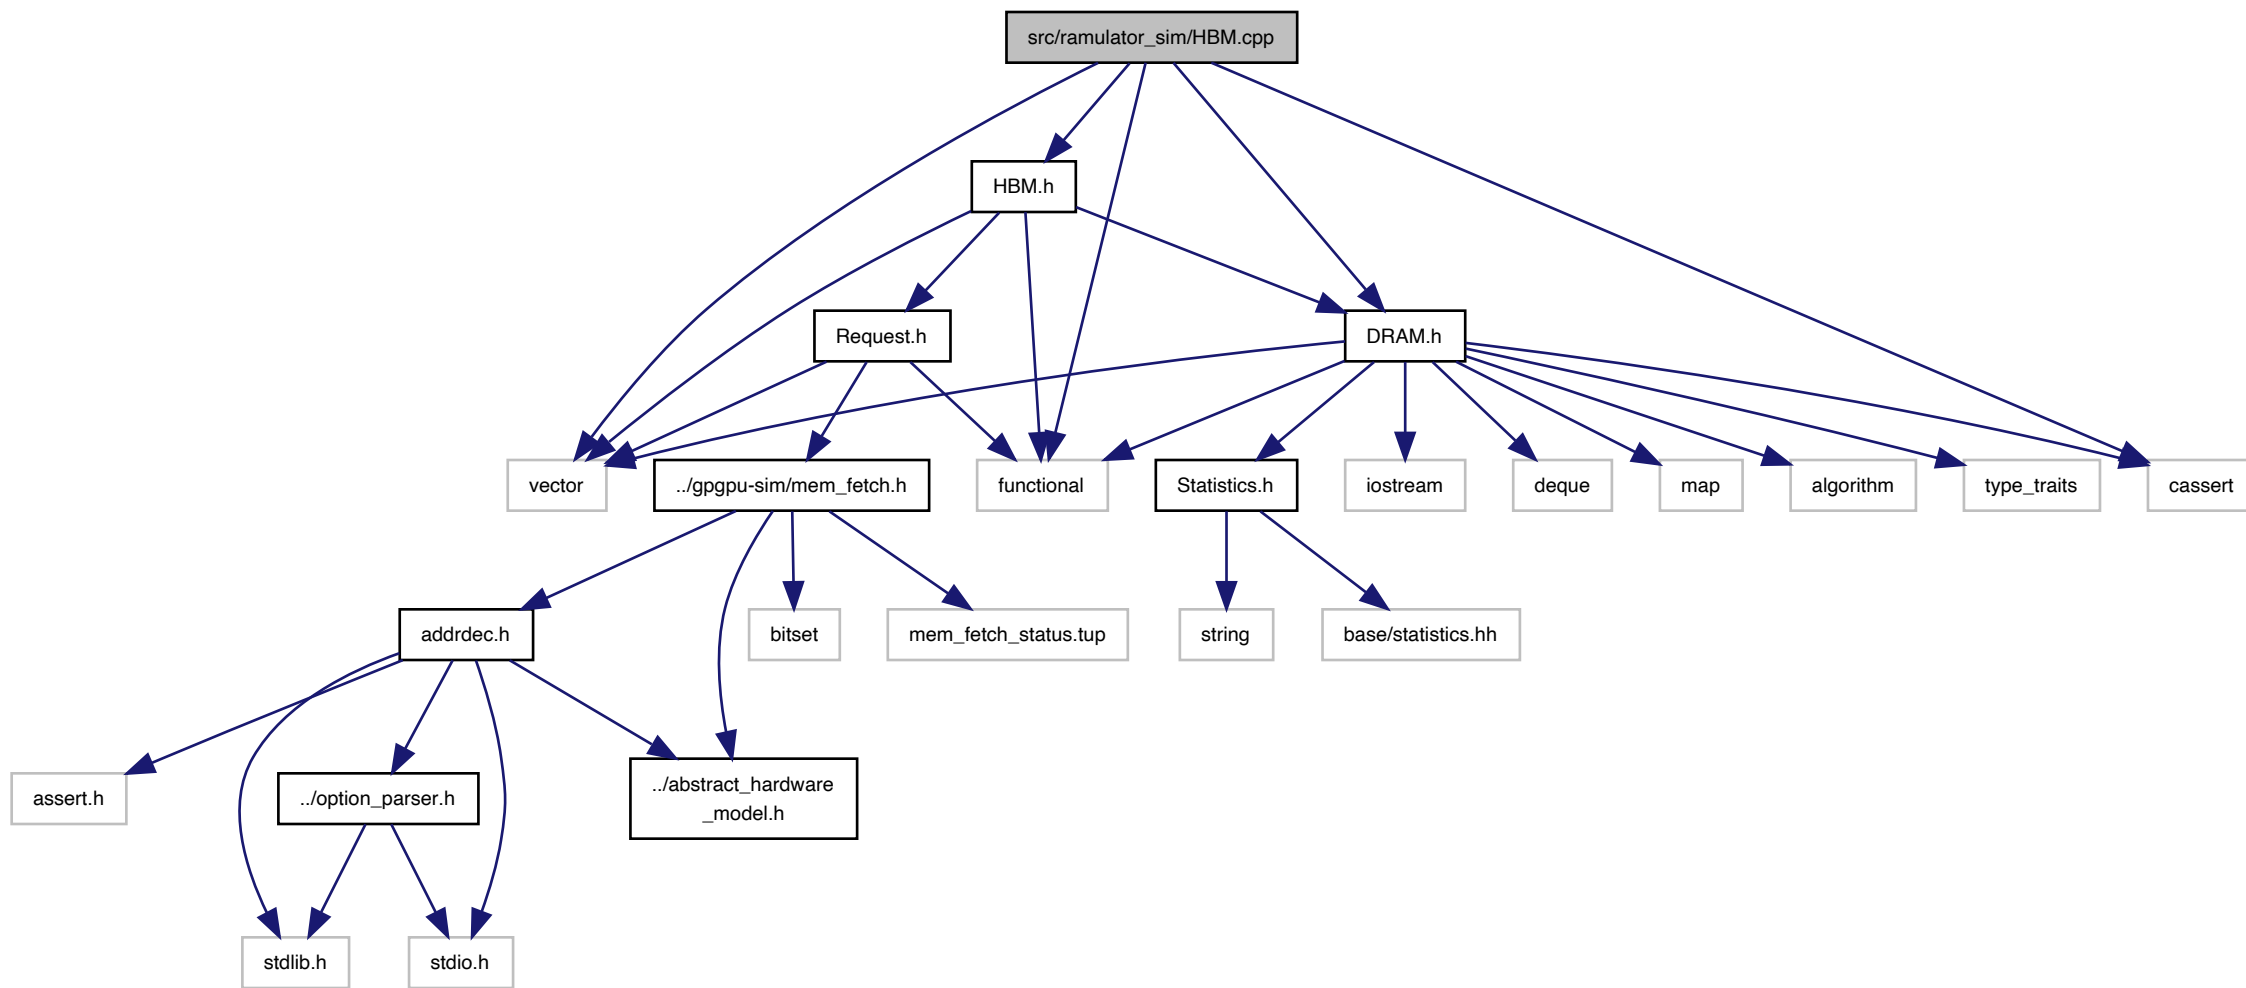 src/ramulator_sim/HBM.cpp
HBM.h
Request.h
DRAM.h
vector
../gpgpu-sim/mem_fetch.h
functional
Statistics.h
iostream
deque
map
algorithm
type_traits
cassert
addrdec.h
bitset
mem_fetch_status.tup
string
base/statistics.hh
assert.h
../option_parser.h
../abstract_hardware
_model.h
stdlib.h
stdio.h